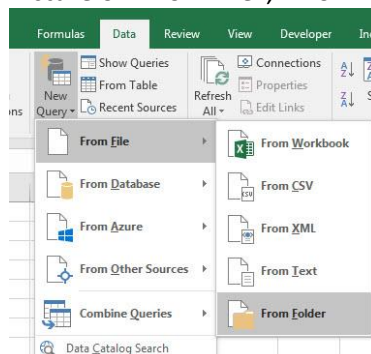 Formulas Data Review View Developer
New Query
Show Queries
From Table
Recent Sources
Refresh All
Connections
Properties
Edit Links
From File
From Database
From Azure
From Other Sources
Combine Queries
Data Catalog Search
From Workbook
From CSV
From XML
From Text
From Folder